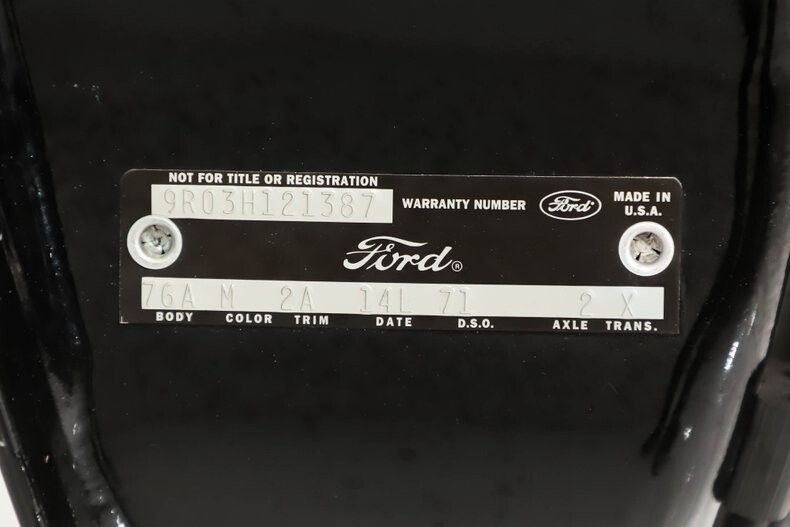 NOT FOR TITLE OR REGISTRATION
9R03H121387 WARRANTY NUMBER Ford MADE IN U.S.A.
Ford®
76A M 2A 14L 71 2 X
BODY COLOR TRIM DATE D.S.O. AXLE TRANS.